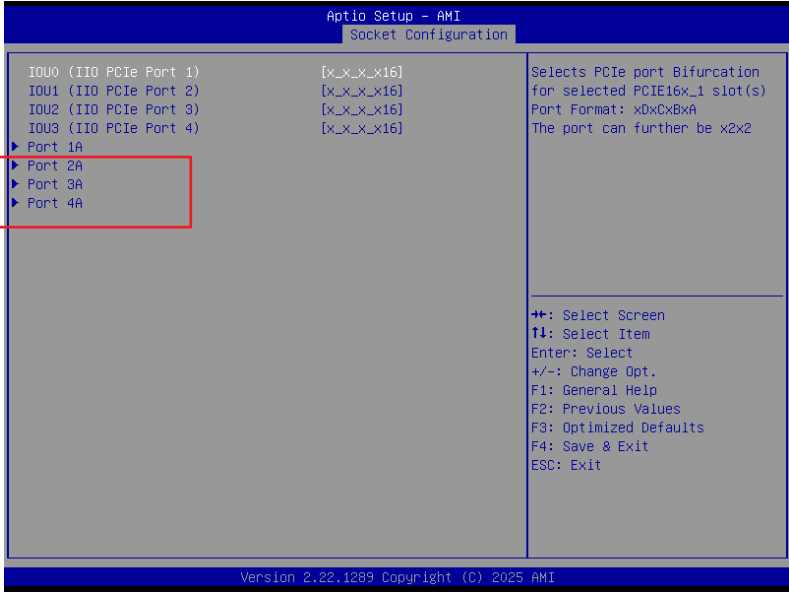 Aptio Setup - AMI
Socket Configuration
IOU0 (IIO PCIe Port 1) [x_x_x_x16]
IOU1 (IIO PCIe Port 2) [x_x_x_x16]
IOU2 (IIO PCIe Port 3) [x_x_x_x16]
IOU3 (IIO PCIe Port 4) [x_x_x_x16]
Port 1A
Port 2A
Port 3A
Port 4A
Selects PCIe port Bifurcation
for selected PCIE16x_1 slot(s)
Port Format: xDxCxBxA
The port can further be x2x2
→←: Select Screen
↑↓: Select Item
Enter: Select
+/-: Change Opt.
F1: General Help
F2: Previous Values
F3: Optimized Defaults
F4: Save & Exit
ESC: Exit
Version 2.22.1289 Copyright (C) 2025 AMI